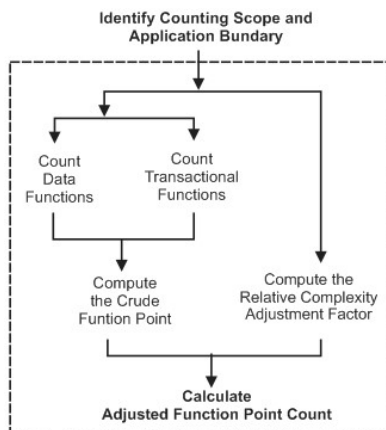 Identify Counting Scope and
Application Bundary
Count
Data
Functions
Count
Transactional
Functions
Compute
the Crude
Funtion Point
Compute the
Relative Complexity
Adjustment Factor
Calculate
Adjusted Function Point Count